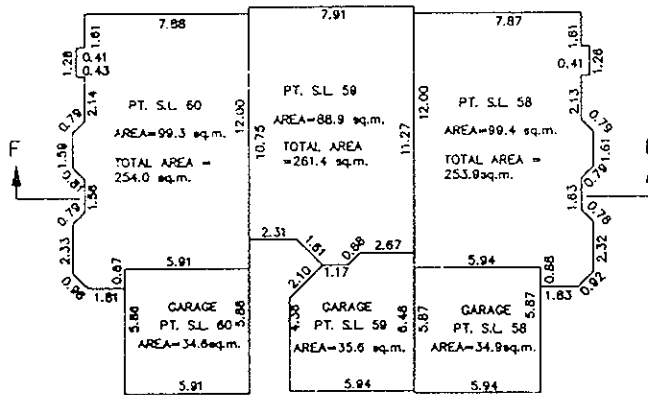 7.88
7.91
7.87
1.61
1.28
0.41
0.43
2.14
0.79
1.59
1.56
0.79
2.33
0.96
1.81
0.87
PT. S.L. 60
AREA=99.3 sq.m.
TOTAL AREA =
254.0 sq.m.
12.00
10.75
PT. S.L 59
AREA=88.9 sq.m.
TOTAL AREA
=261.4 sq.m.
11.27
12.00
PT. S.L 58
AREA=99.4 sq.m.
TOTAL AREA =
253.9sq.m.
1.61
0.41
1.26
2.13
0.79
1.61
0.79
1.63
0.78
2.32
0.92
1.63
0.88
F
2.31
1.61
0.88
2.67
2.10
1.17
5.91
5.94
GARAGE
PT. S.L 60
AREA=34.6sq.m.
5.86
5.88
5.91
GARAGE
PT. S.L 59
AREA=35.6 sq.m.
4.38
6.48
5.94
GARAGE
PT. S.L 58
AREA=34.9sq.m.
5.87
5.87
5.94